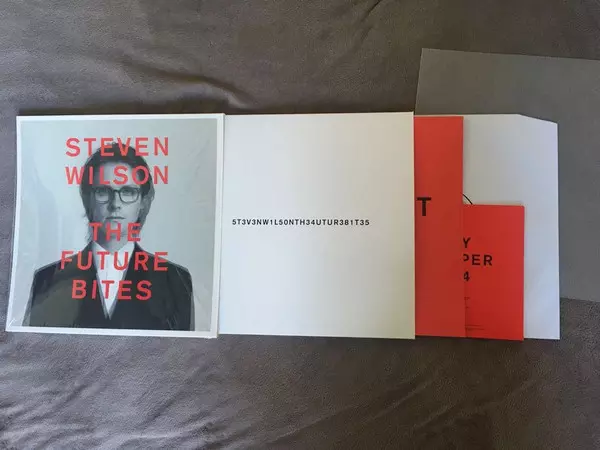 STEVEN
WILSON
THE
FUTURE
BITES
5T3V3NW1L50NTH34UTUR381T35
T
Y
PER
4